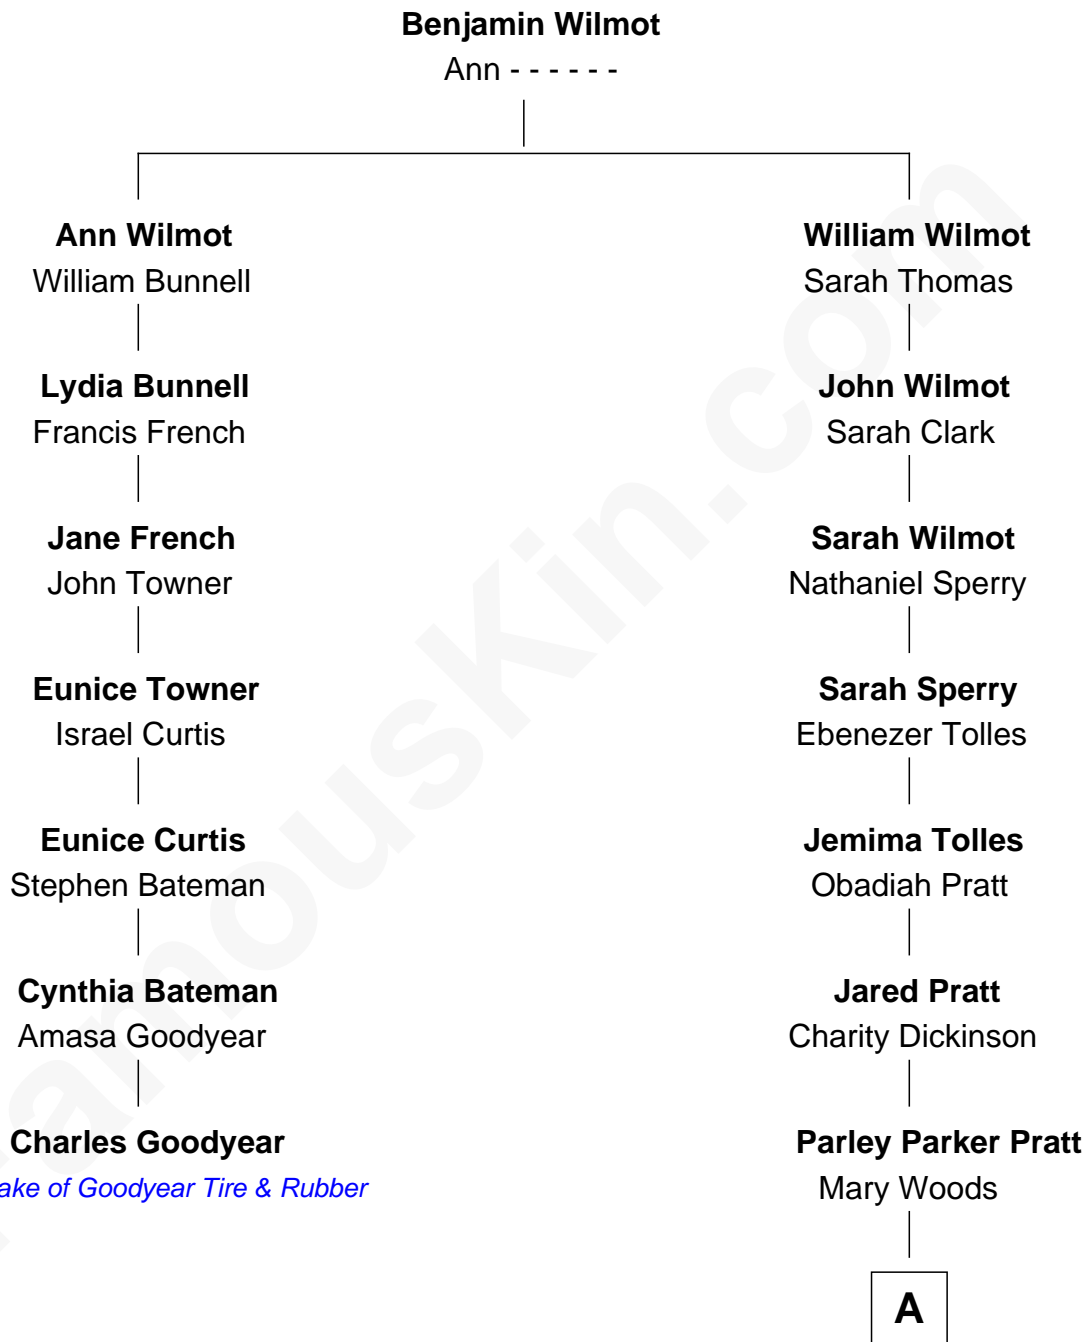 Benjamin Wilmot
Ann - - - - - -
Ann Wilmot
William Bunnell
Lydia Bunnell
Francis French
Jane French
John Towner
Eunice Towner
Israel Curtis
Eunice Curtis
Stephen Bateman
Cynthia Bateman
Amasa Goodyear
Charles Goodyear
of Goodyear Tire & Rubber
William Wilmot
Sarah Thomas
John Wilmot
Sarah Clark
Sarah Wilmot
Nathaniel Sperry
Sarah Sperry
Ebenezer Tolles
Jemima Tolles
Obadiah Pratt
Jared Pratt
Charity Dickinson
Parley Parker Pratt
Mary Woods
A
FamousKin.com